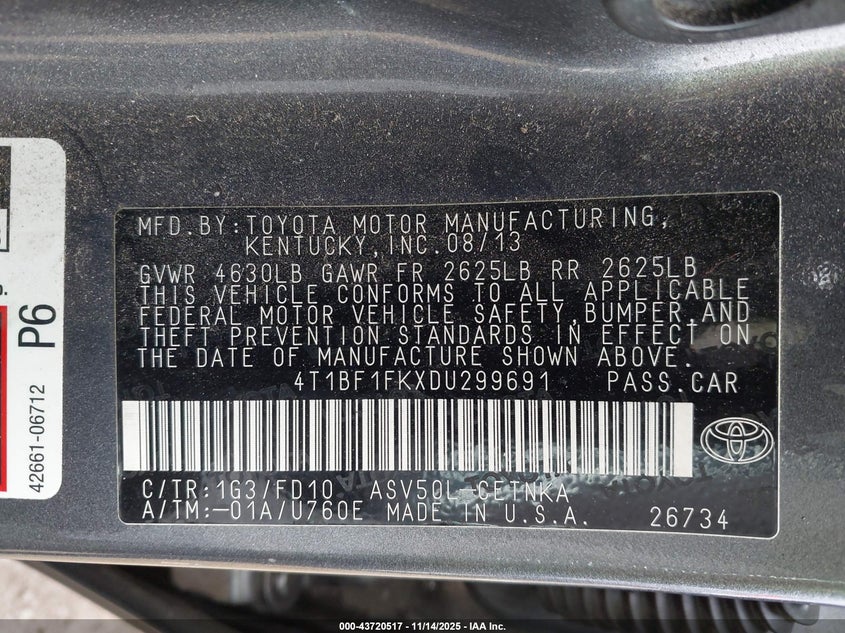 MFD.BY:TOYOTA MOTOR MANUFACTURING,
KENTUCKY,INC.08/13
GVWR 4630LB GAWR FR 2625LB RR 2625LB
THIS VEHICLE CONFORMS TO ALL APPLICABLE
FEDERAL MOTOR VEHICLE SAFETY,BUMPER,AND
THEFT PREVENTION STANDARDS IN EFFECT ON
THE DATE OF MANUFACTURE SHOWN ABOVE.
4T1BF1FKXDU299691 PASS.CAR
C/TR:1G3/FD10 ASV50L-CETNKA
A/TM:-01A/U760E MADE IN U.S.A. 26734
P6
42661-06712
000-43720517 - 11/14/2025 - IAA Inc.